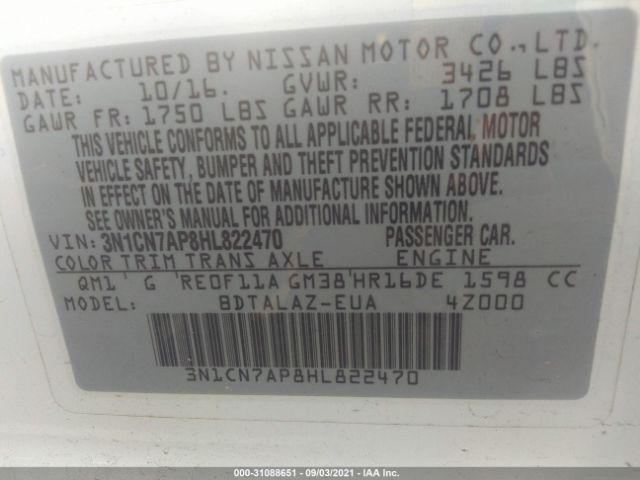 MANUFACTURED BY NISSAN MOTOR CO., LTD.
DATE: 10/16. GVWR: 3426 LBS
GAWR FR: 1750 LBS GAWR RR: 1708 LBS
THIS VEHICLE CONFORMS TO ALL APPLICABLE FEDERAL MOTOR
VEHICLE SAFETY, BUMPER AND THEFT PREVENTION STANDARDS
IN EFFECT ON THE DATE OF MANUFACTURE SHOWN ABOVE.
SEE OWNER'S MANUAL FOR ADDITIONAL INFORMATION
VIN: 3N1CN7AP8HL822470 PASSENGER CAR.
COLOR TRIM TRANS AXLE ENGINE
QM1' G 'RE0F11A GM38'HR16DE 1598 CC
MODEL: BDTALAZ-EUA 4Z000
3N1CN7AP8HL822470
000-31088651 - 09/03/2021 - IAA Inc.